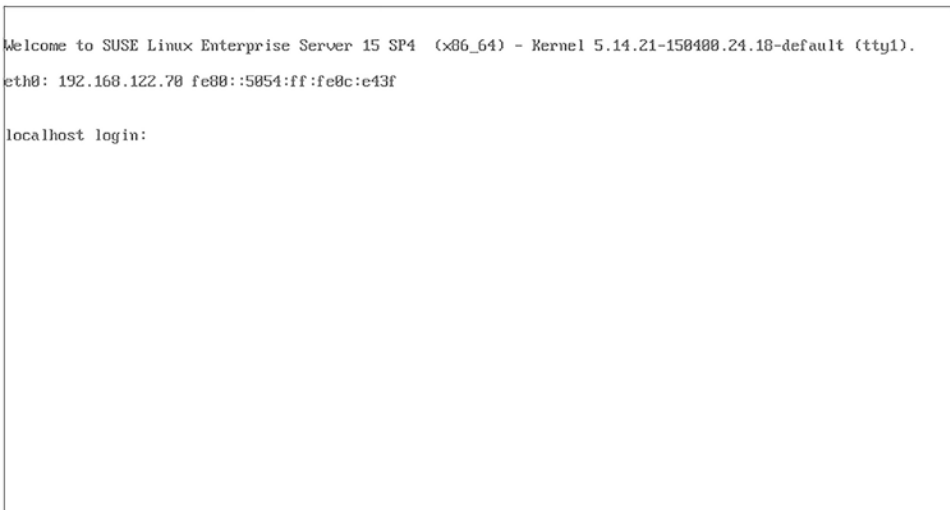 Welcome to SUSE Linux Enterprise Server 15 SP4  (x86_64) - Kernel 5.14.21-150400.24.18-default (tty1).
eth0: 192.168.122.70 fe80::5054:ff:fe0c:e43f
localhost login: